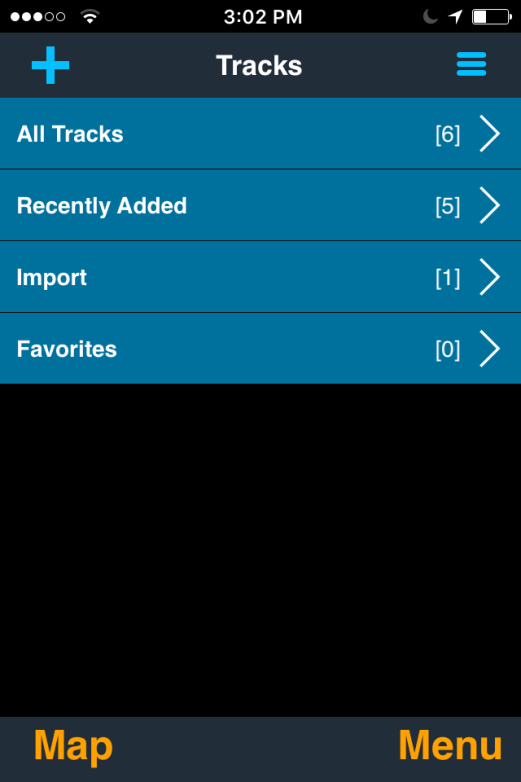 3:02 PM
Tracks
All Tracks [6]
Recently Added [5]
Import [1]
Favorites [0]
Map Menu